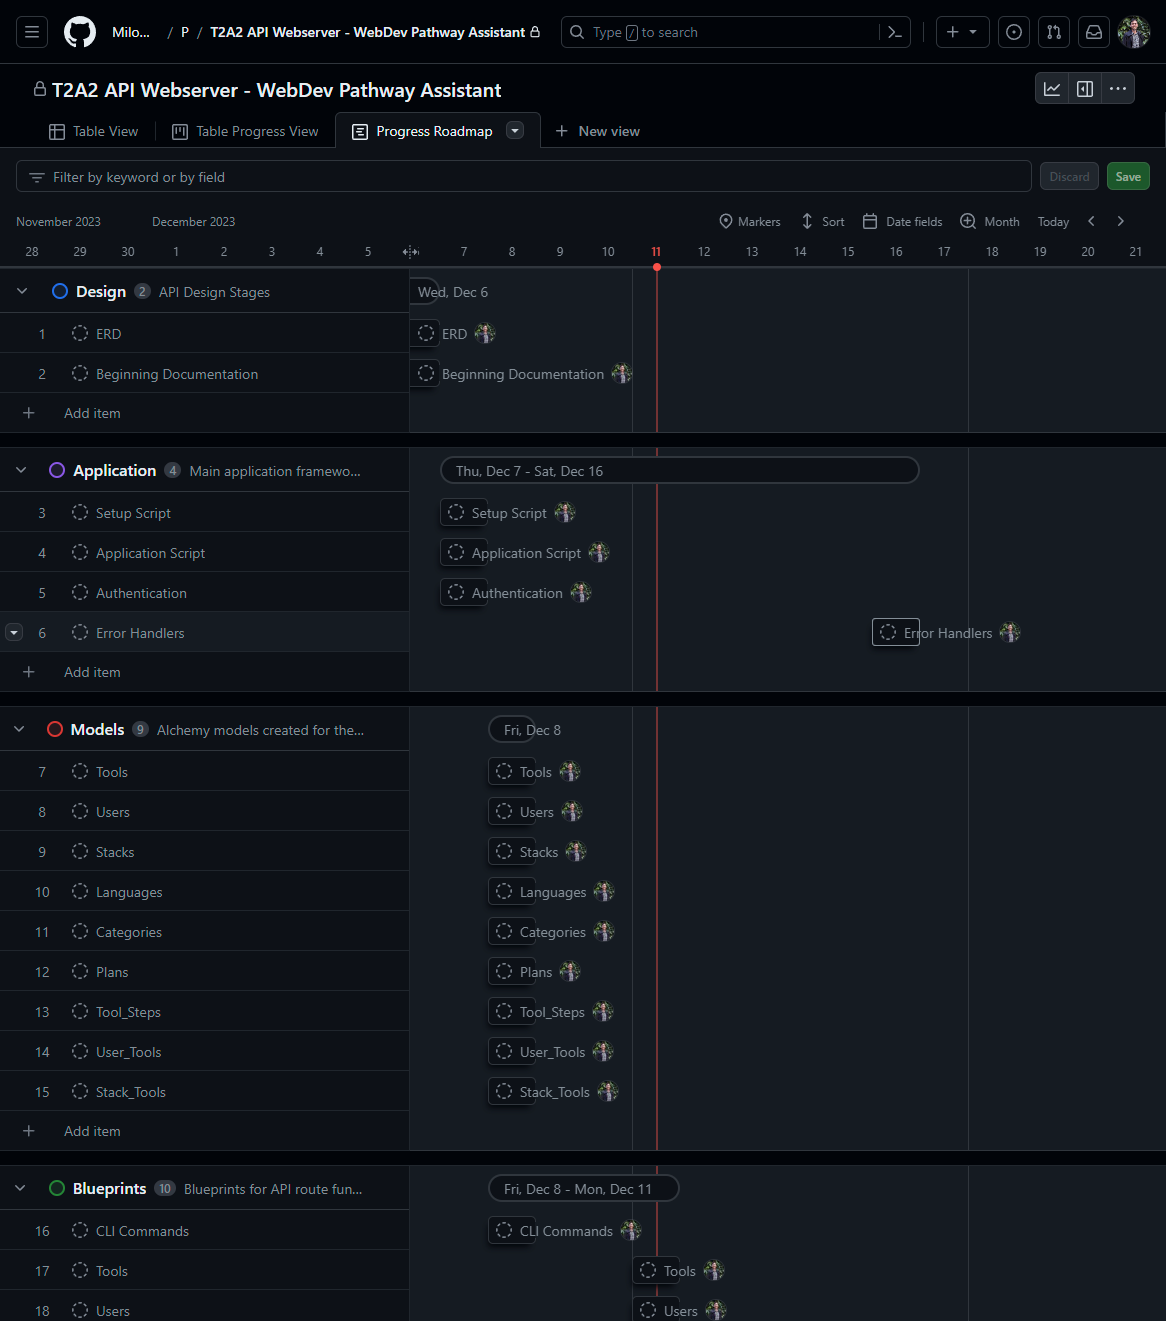 Milo... / P / T2A2 API Webserver - WebDev Pathway Assistant
Type / to search
T2A2 API Webserver - WebDev Pathway Assistant
Table View
Table Progress View
Progress Roadmap
New view
Filter by keyword or by field
Discard
Save
November 2023
December 2023
Markers
Sort
Date fields
Month
Today
28 29 30 1 2 3 4 5 7 8 9 10 11 12 13 14 15 16 17 18 19 20 21
Design 2 API Design Stages
Wed, Dec 6
1 ERD
ERD
2 Beginning Documentation
Beginning Documentation
Add item
Application 4 Main application framewo...
Thu, Dec 7 - Sat, Dec 16
3 Setup Script
Setup Script
4 Application Script
Application Script
5 Authentication
Authentication
6 Error Handlers
Error Handlers
Add item
Models 9 Alchemy models created for the...
Fri, Dec 8
7 Tools
Tools
8 Users
Users
9 Stacks
Stacks
10 Languages
Languages
11 Categories
Categories
12 Plans
Plans
13 Tool_Steps
Tool_Steps
14 User_Tools
User_Tools
15 Stack_Tools
Stack_Tools
Add item
Blueprints 10 Blueprints for API route fun...
Fri, Dec 8 - Mon, Dec 11
16 CLI Commands
CLI Commands
17 Tools
Tools
18 Users
Users